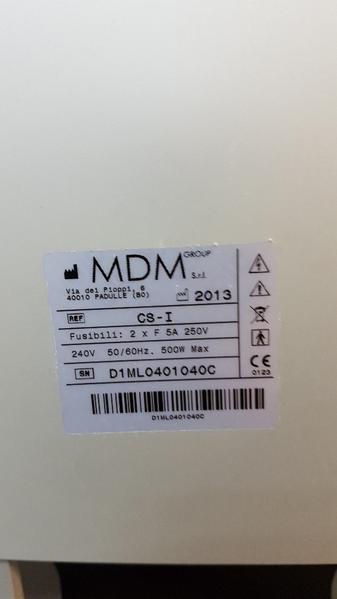 MDM GROUP S.r.l.
Via dei Pioppi, 6
40010 PADULLE (BO)
2013
REF CS-I
Fusibili: 2 x F 5A 250V
240V 50/60Hz. 500W Max
SN D1ML0401040C
CE
0123
D1ML0401040C